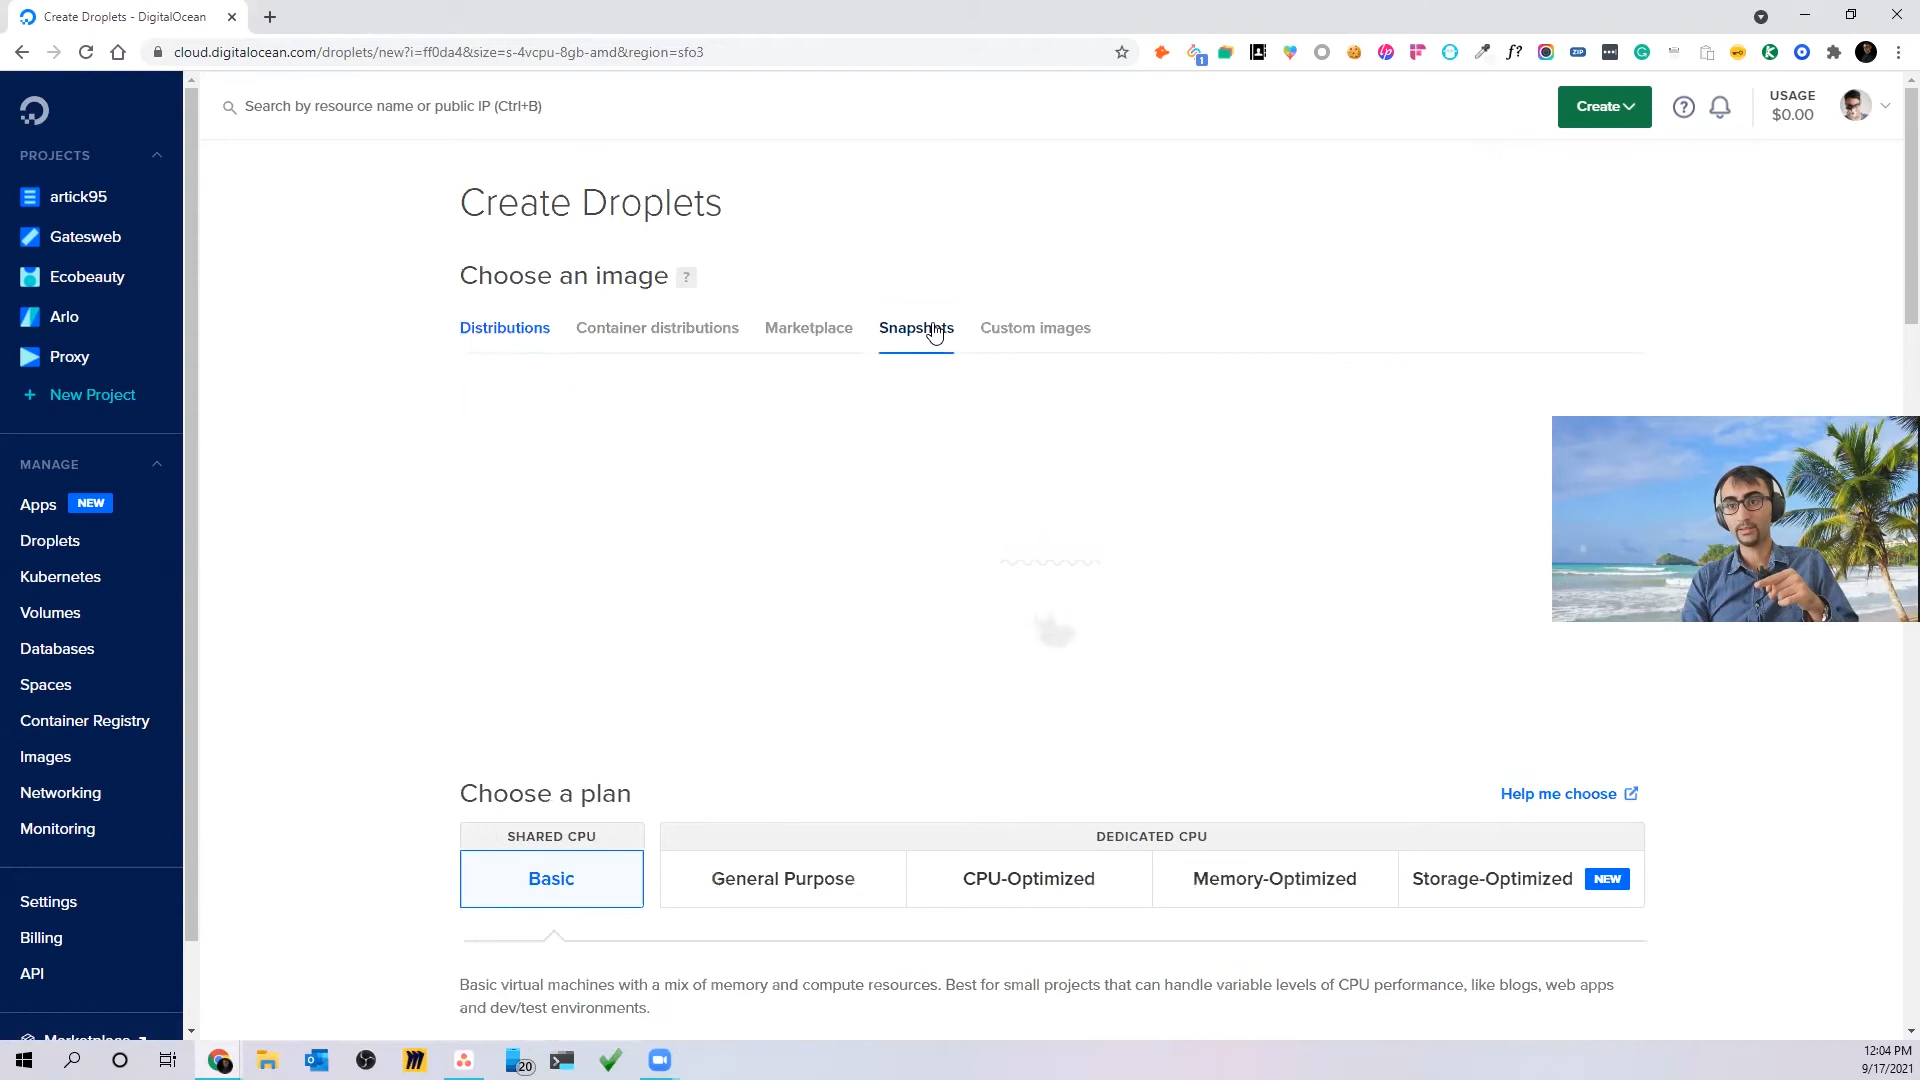 Create Droplets - DigitalOcean
cloud.digitalocean.com/droplets/new?i=ff0da4&size=s-4vcpu-8gb-amd&region=sfo3
1
f?
ZIP
Search by resource name or public IP (Ctrl+B)
Create
?
USAGE
$0.00
PROJECTS
artick95
Gatesweb
Ecobeauty
Arlo
Proxy
+ New Project
MANAGE
Apps NEW
Droplets
Kubernetes
Volumes
Databases
Spaces
Container Registry
Images
Networking
Monitoring
Settings
Billing
API
Create Droplets
Choose an image ?
Distributions Container distributions Marketplace Snapshots Custom images
Choose a plan
Help me choose
SHARED CPU
DEDICATED CPU
Basic
General Purpose
CPU-Optimized
Memory-Optimized
Storage-Optimized NEW
Basic virtual machines with a mix of memory and compute resources. Best for small projects that can handle variable levels of CPU performance, like blogs, web apps
and dev/test environments.
20
12:04 PM
9/17/2021